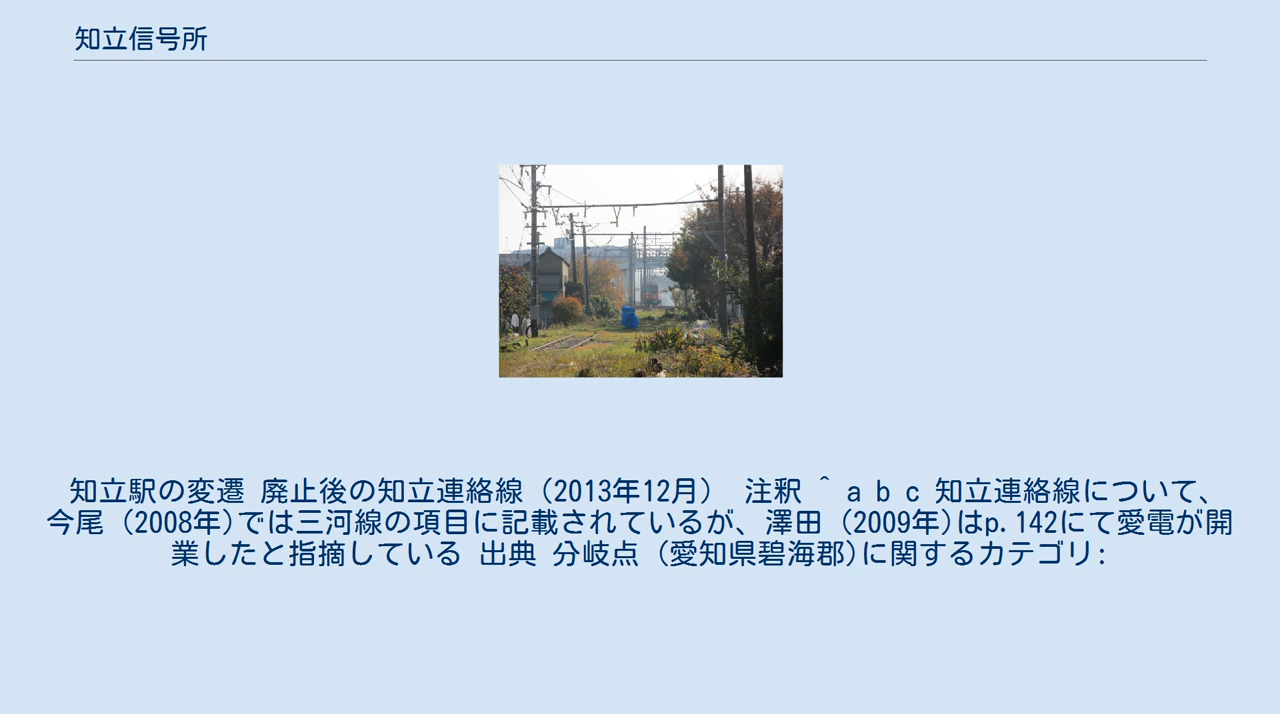 知立信号所
知立駅の変遷 廃止後の知立連絡線（2013年12月） 注釈 ^ a b c 知立連絡線について、
今尾（2008年)では三河線の項目に記載されているが、澤田（2009年)はp.142にて愛電が開
業したと指摘している 出典 分岐点（愛知県碧海郡)に関するカテゴリ: